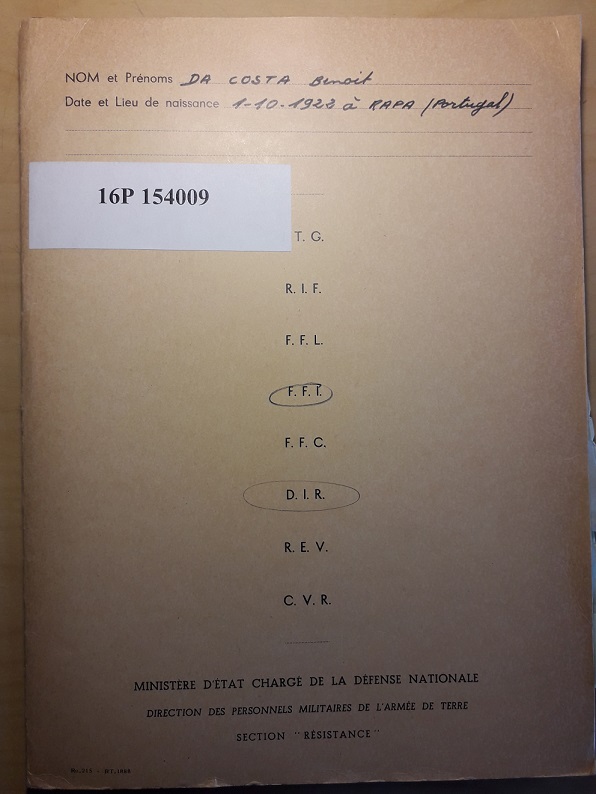 NOM et Prénoms DA COSTA Benoit
Date et Lieu de naissance 1-10-1923 à RAPA (Portugal)
16P 154009
T. G.
R. I. F.
F. F. L.
F. F. I.
F. F. C.
D. I. R.
R. E. V.
C. V. R.
MINISTÈRE D'ÉTAT CHARGÉ DE LA DÉFENSE NATIONALE
DIRECTION DES PERSONNELS MILITAIRES DE L'ARMÉE DE TERRE
SECTION "RÉSISTANCE"